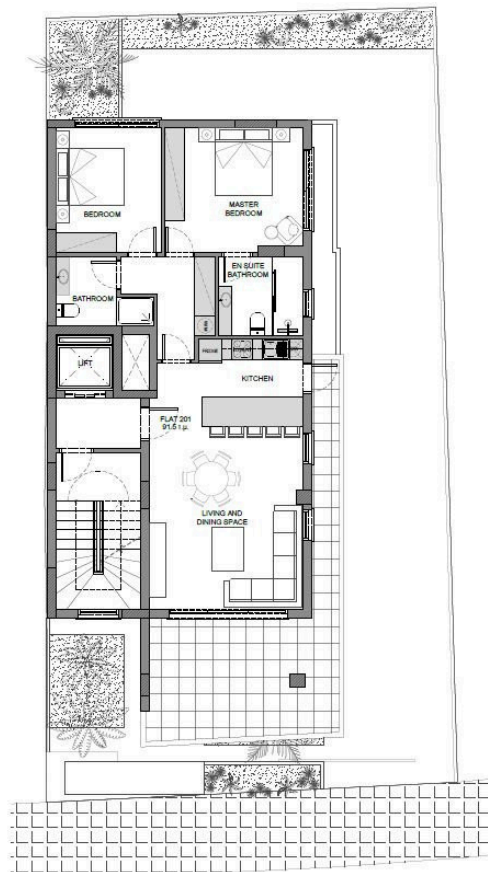 BEDROOM
MASTER
BEDROOM
EN SUITE
BATHROOM
BATHROOM
LIFT
FRIDGE
KITCHEN
FLAT 201
91.5 τ.μ.
LIVING AND
DINING SPACE